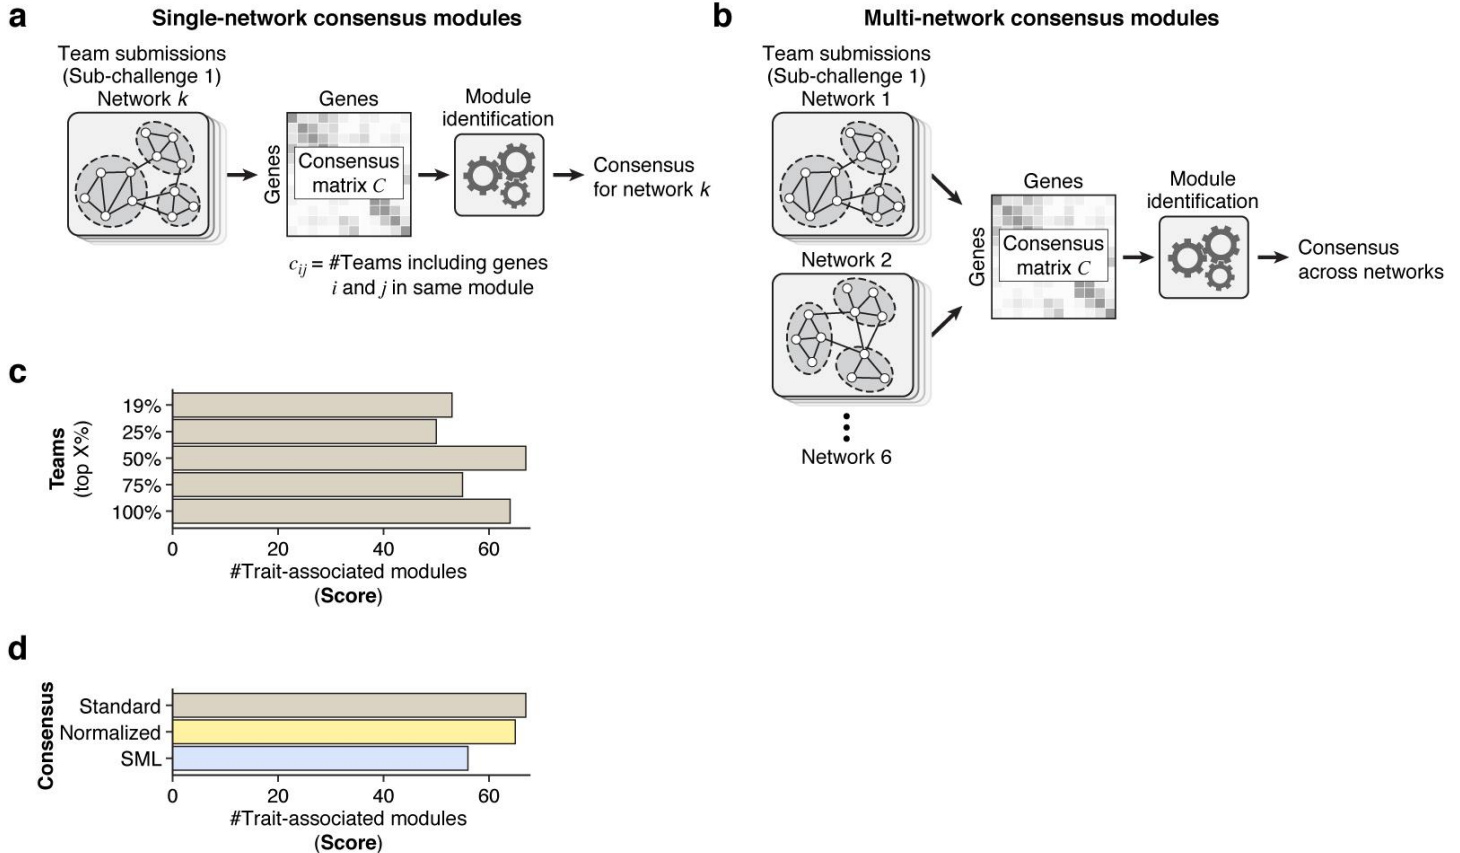 a
Single-network consensus modules
Team submissions
(Sub-challenge 1)
Network k
Genes
Genes
Consensus
matrix C
Module
identification
Consensus
for network k
cij = #Teams including genes
i and j in same module
b
Multi-network consensus modules
Team submissions
(Sub-challenge 1)
Network 1
Network 2
Network 6
Genes
Genes
Consensus
matrix C
Module
identification
Consensus
across networks
c
Teams
(top X%)
19%
25%
50%
75%
100%
0 20 40 60
#Trait-associated modules
(Score)
d
Consensus
Standard
Normalized
SML
0 20 40 60
#Trait-associated modules
(Score)